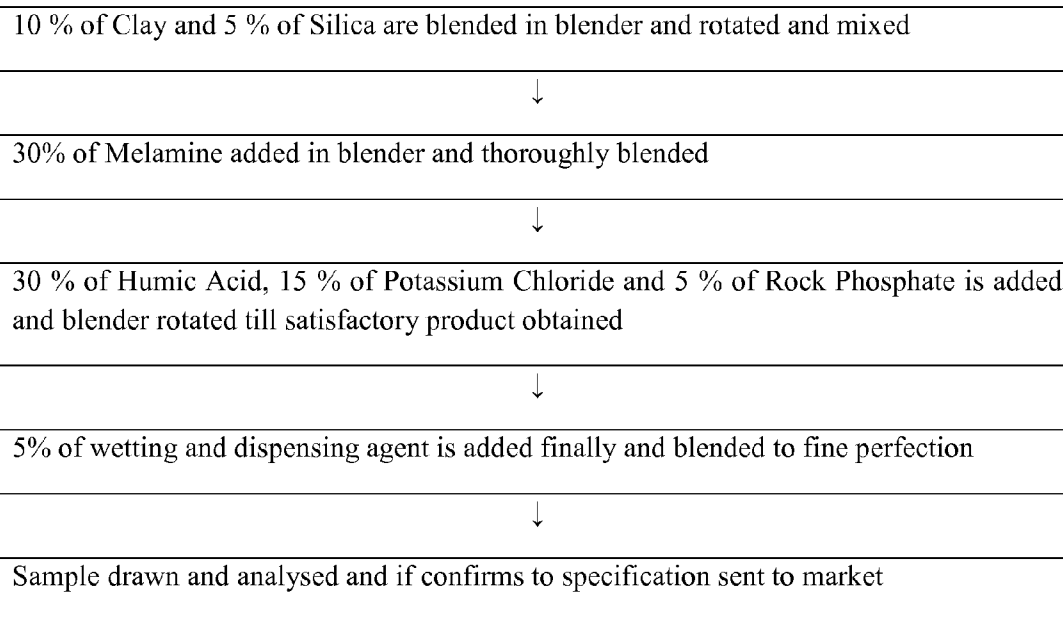 10 % of Clay and 5 % of Silica are blended in blender and rotated and mixed
↓
30% of Melamine added in blender and thoroughly blended
↓
30 % of Humic Acid, 15 % of Potassium Chloride and 5 % of Rock Phosphate is added
and blender rotated till satisfactory product obtained
↓
5% of wetting and dispensing agent is added finally and blended to fine perfection
↓
Sample drawn and analysed and if confirms to specification sent to market